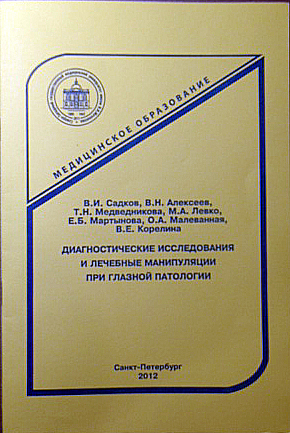 МЕДИЦИНСКОЕ ОБРАЗОВАНИЕ
В.И. Садков, В.Н. Алексеев,
Т.Н. Медведникова, М.А. Левко,
Е.Б. Мартынова, О.А. Малеванная,
В.Е. Корелина
ДИАГНОСТИЧЕСКИЕ ИССЛЕДОВАНИЯ
И ЛЕЧЕБНЫЕ МАНИПУЛЯЦИИ
ПРИ ГЛАЗНОЙ ПАТОЛОГИИ
Санкт-Петербург
2012